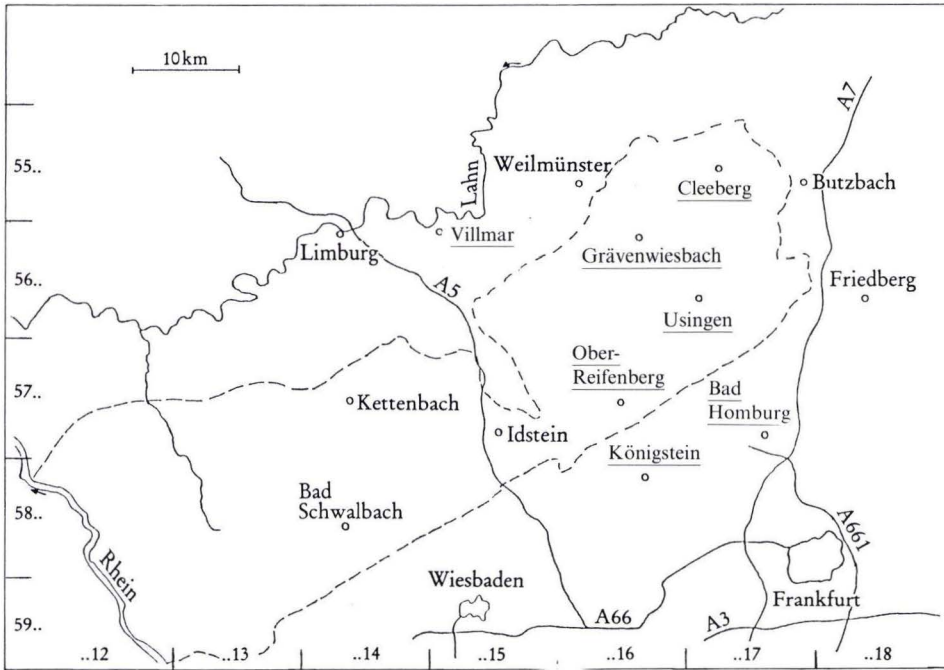 10km
A7
55..
Weilmünster
Lahn
Cleeberg
Butzbach
Villmar
Limburg
Grävenwiesbach
56..
A5
Friedberg
Usingen
Ober-
Reifenberg
57..
Kettenbach
Bad
Homburg
Idstein
Königstein
Bad
Schwalbach
58..
A661
Rhein
Wiesbaden
Frankfurt
59..
A66
A3
..12
..13
..14
..15
..16
..17
..18